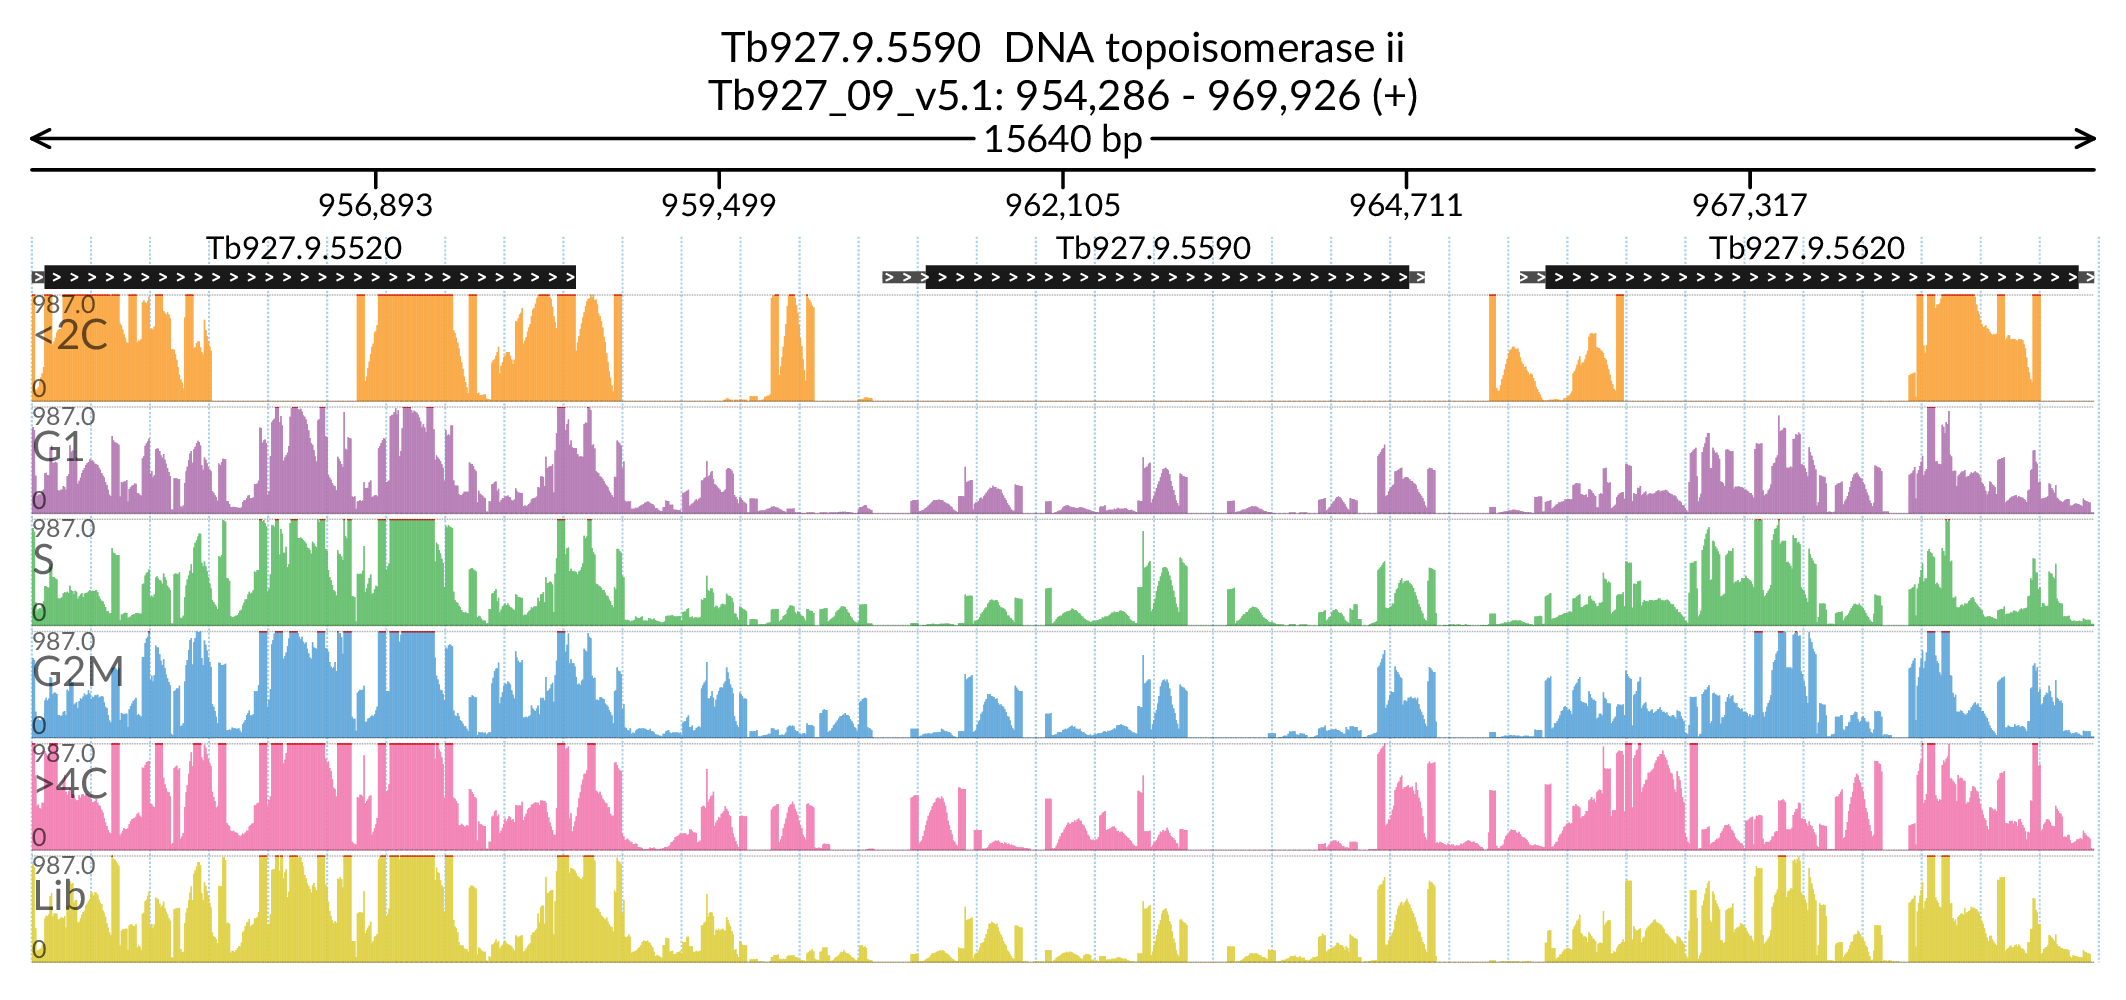 Tb927.9.5590 DNA topoisomerase ii
Tb927_09_v5.1: 954,286 - 969,926 (+)
15640 bp
956,893 959,499 962,105 964,711 967,317
Tb927.9.5520 Tb927.9.5590 Tb927.9.5620
987.0
<2C
0
987.0
G1
0
987.0
S
0
987.0
G2M
0
987.0
>4C
0
987.0
Lib
0